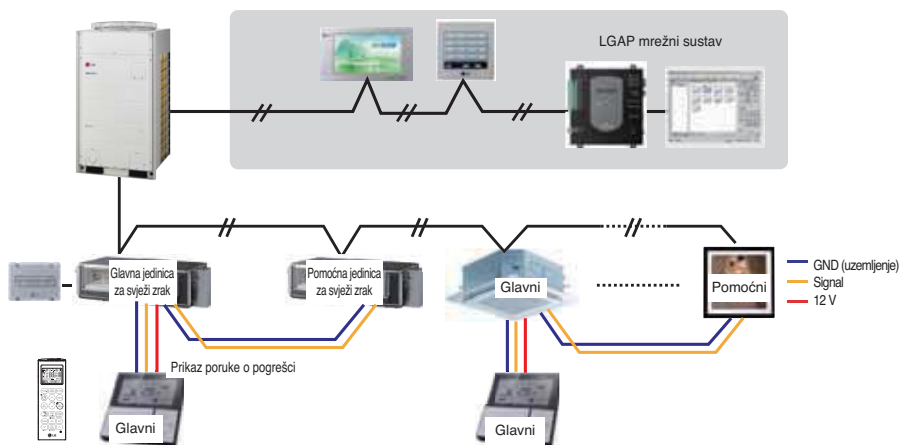 LGAP mrežni sustav
Glavna jedinica
za svježi zrak
Pomoćna jedinica
za svježi zrak
Glavni
Pomoćni
GND (uzemljenje)
Signal
12 V
Prikaz poruke o pogrešci
Glavni
Glavni